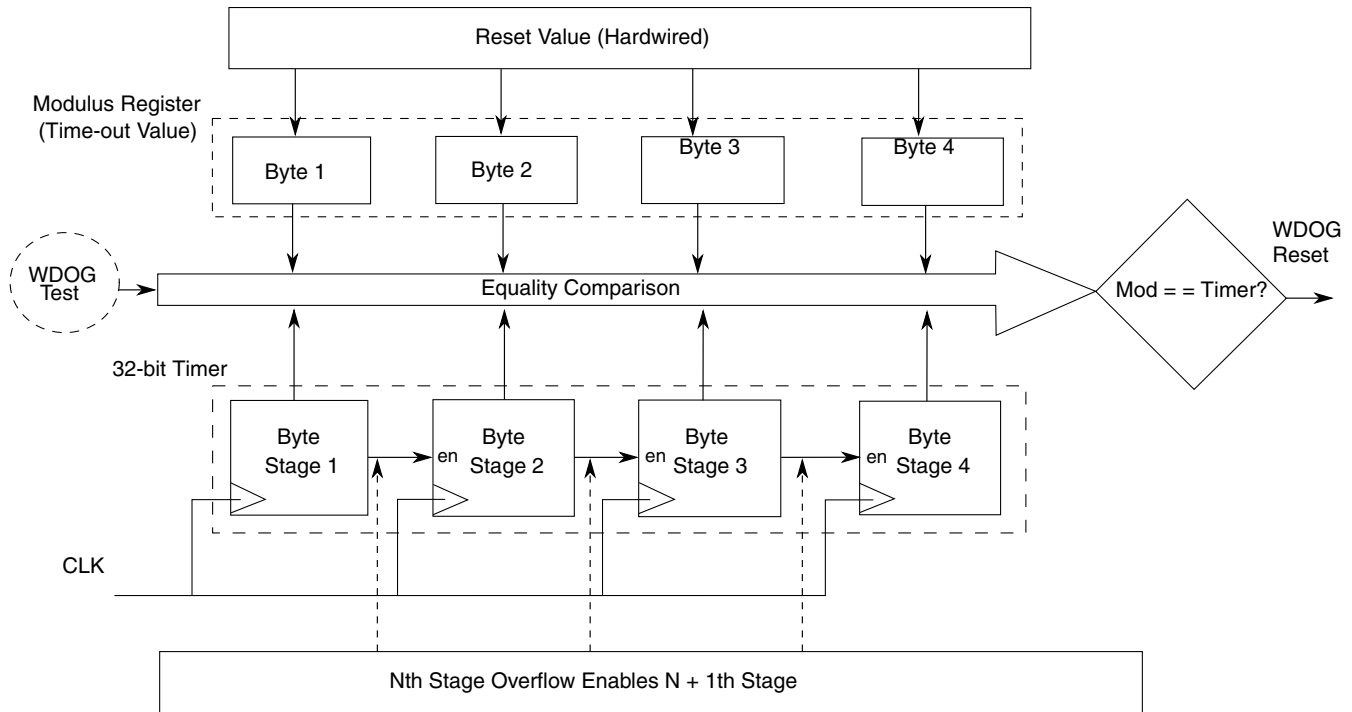 Reset Value (Hardwired)
Modulus Register
(Time-out Value)
Byte 1
Byte 2
Byte 3
Byte 4
WDOG
Test
Equality Comparison
Mod = = Timer?
WDOG
Reset
32-bit Timer
Byte
Stage 1
en
Byte
Stage 2
en
Byte
Stage 3
en
Byte
Stage 4
CLK
Nth Stage Overflow Enables N + 1th Stage